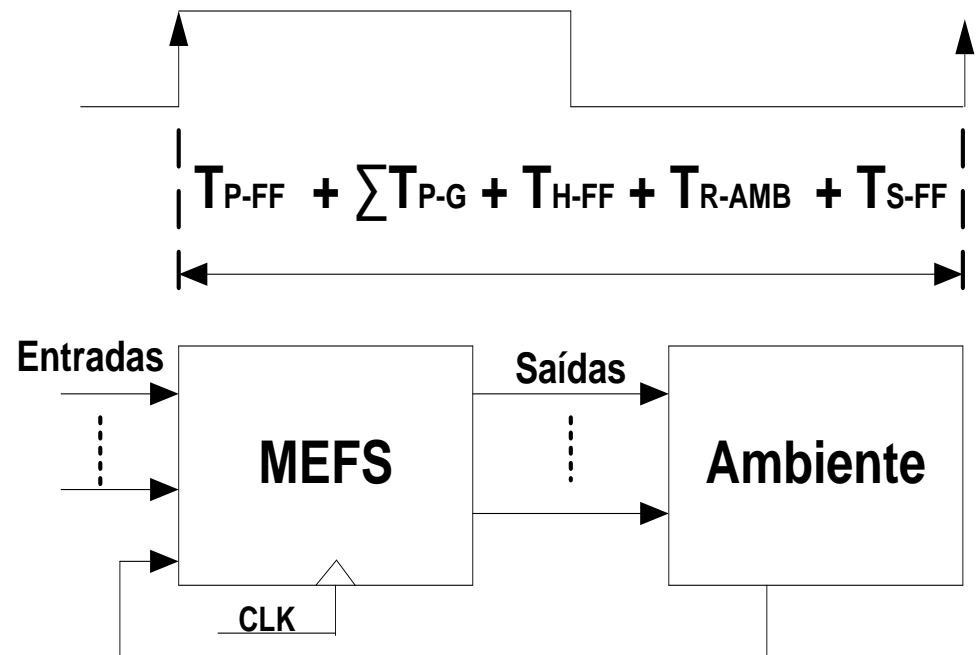 TP-FF + ∑TP-G + TH-FF + TR-AMB + TS-FF
Entradas
Saídas
MEFS
Ambiente
CLK